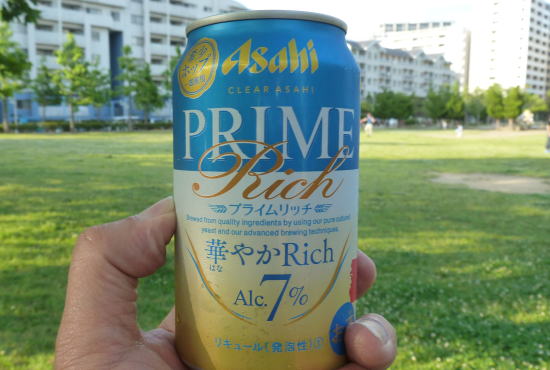 Asahi
CLEAR ASAHI
PRIME
Rich
プライムリッチ
Brewed from quality ingredients by using our pure cultured
yeast and our advanced brewing techniques.
華やかRich
はな
Alc.7%
リキュール(発泡性)①